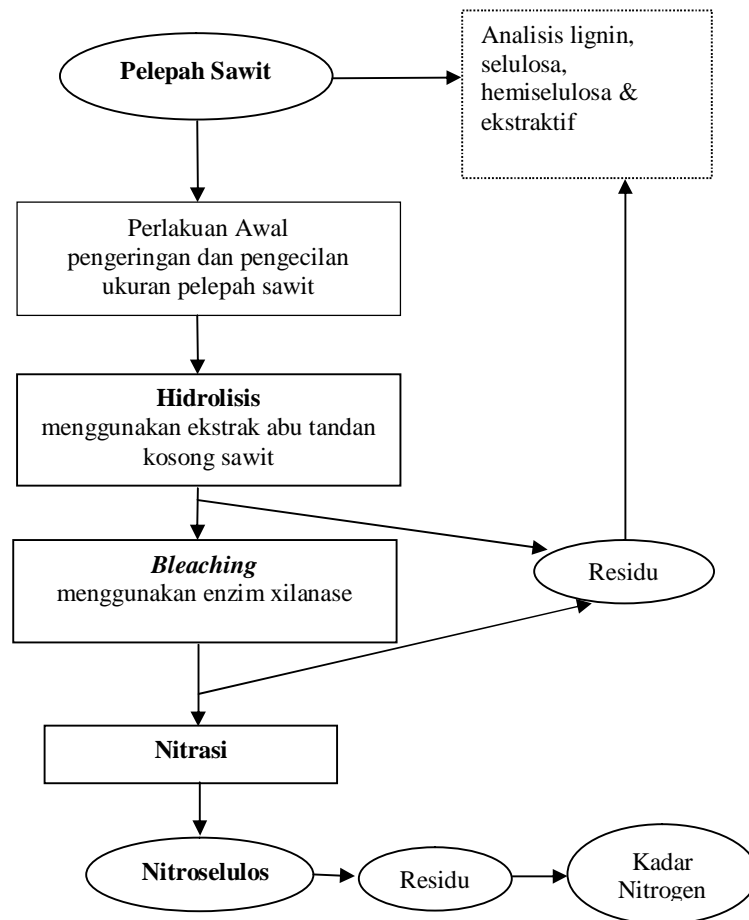 Pelepah Sawit
Analisis lignin,
selulosa,
hemiselulosa &
ekstraktif
Perlakuan Awal
pengeringan dan pengecilan
ukuran pelepah sawit
Hidrolisis
menggunakan ekstrak abu tandan
kosong sawit
Bleaching
menggunakan enzim xilanase
Residu
Nitrasi
Nitroselulos
Residu
Kadar
Nitrogen